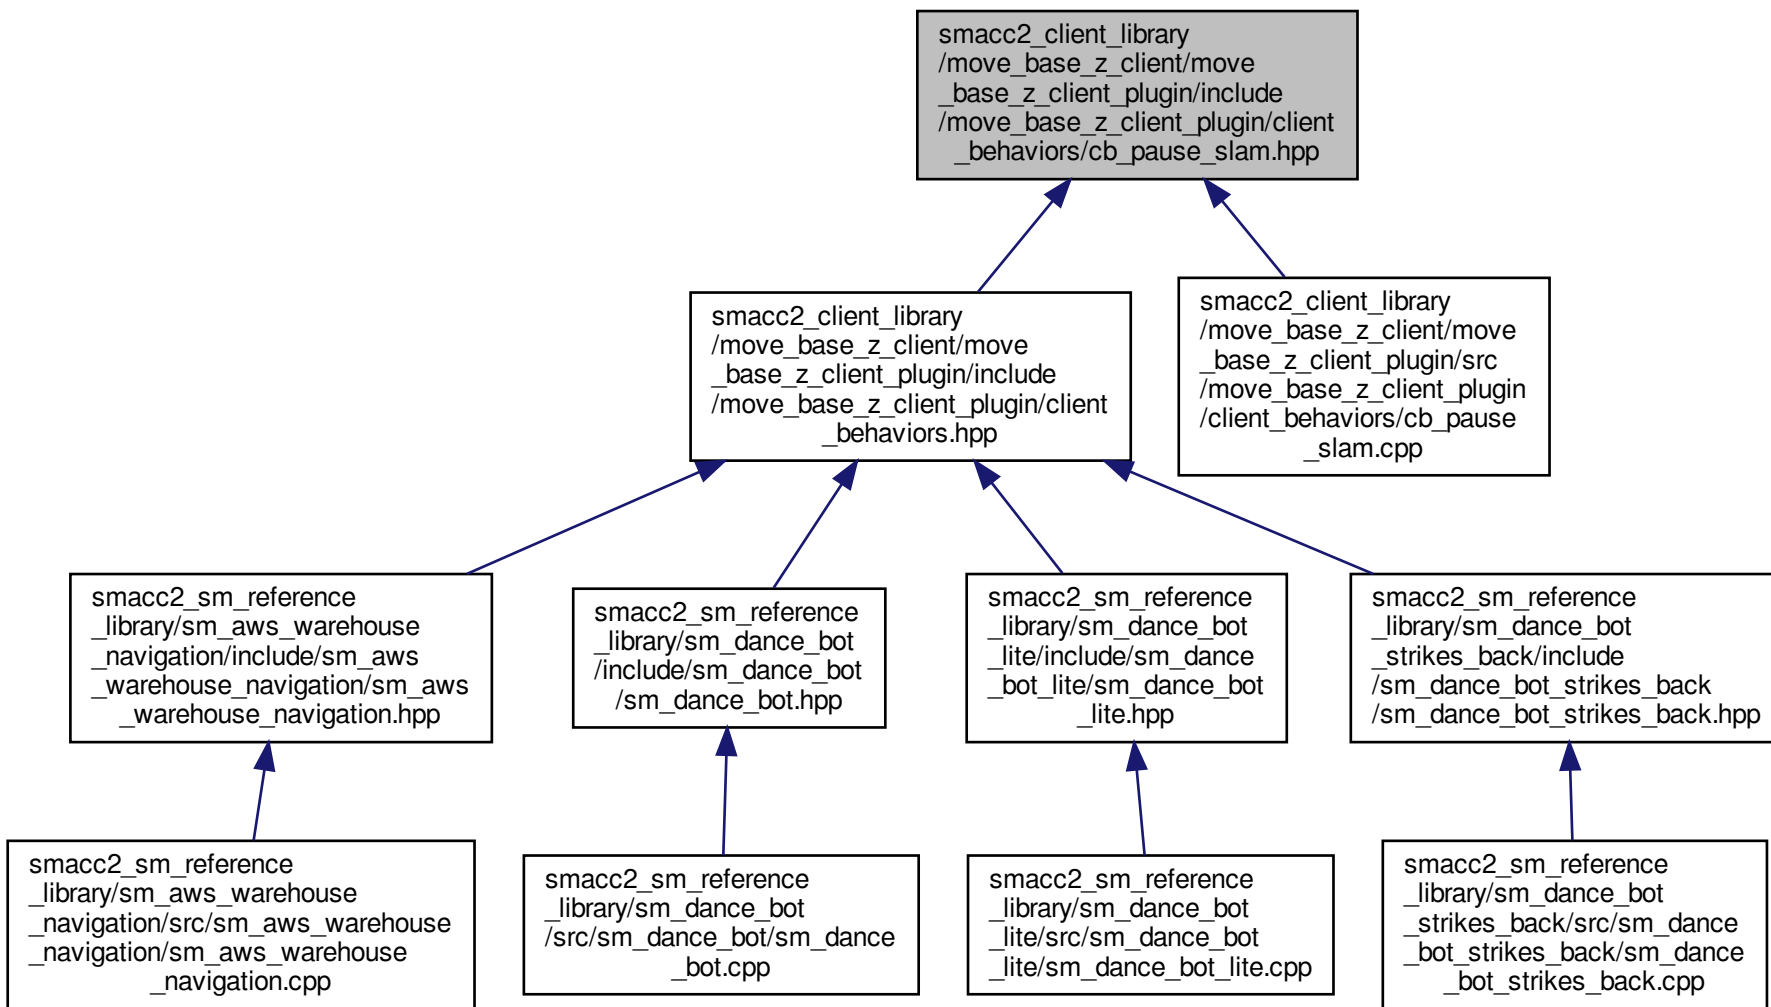 smacc2_client_library
/move_base_z_client/move
_base_z_client_plugin/include
/move_base_z_client_plugin/client
_behaviors/cb_pause_slam.hpp
smacc2_client_library
/move_base_z_client/move
_base_z_client_plugin/include
/move_base_z_client_plugin/client
_behaviors.hpp
smacc2_client_library
/move_base_z_client/move
_base_z_client_plugin/src
/move_base_z_client_plugin
/client_behaviors/cb_pause
_slam.cpp
smacc2_sm_reference
_library/sm_aws_warehouse
_navigation/include/sm_aws
_warehouse_navigation/sm_aws
_warehouse_navigation.hpp
smacc2_sm_reference
_library/sm_dance_bot
/include/sm_dance_bot
/sm_dance_bot.hpp
smacc2_sm_reference
_library/sm_dance_bot
_lite/include/sm_dance
_bot_lite/sm_dance_bot
_lite.hpp
smacc2_sm_reference
_library/sm_dance_bot
_strikes_back/include
/sm_dance_bot_strikes_back
/sm_dance_bot_strikes_back.hpp
smacc2_sm_reference
_library/sm_aws_warehouse
_navigation/src/sm_aws_warehouse
_navigation/sm_aws_warehouse
_navigation.cpp
smacc2_sm_reference
_library/sm_dance_bot
/src/sm_dance_bot/sm_dance
_bot.cpp
smacc2_sm_reference
_library/sm_dance_bot
_lite/src/sm_dance_bot
_lite/sm_dance_bot_lite.cpp
smacc2_sm_reference
_library/sm_dance_bot
_strikes_back/src/sm_dance
_bot_strikes_back/sm_dance
_bot_strikes_back.cpp